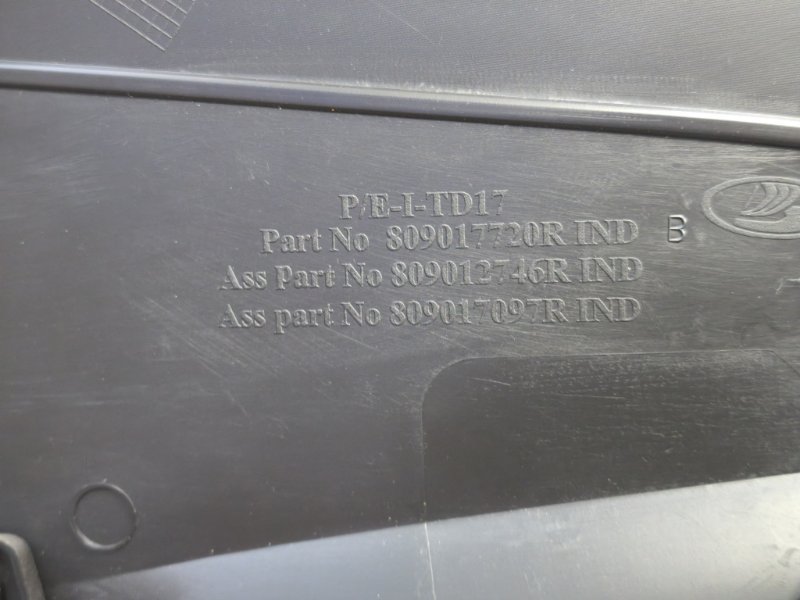 P/E-I-TD17
Part No 809017720R IND B
Ass Part No 809012746R IND
Ass part No 809017097R IND